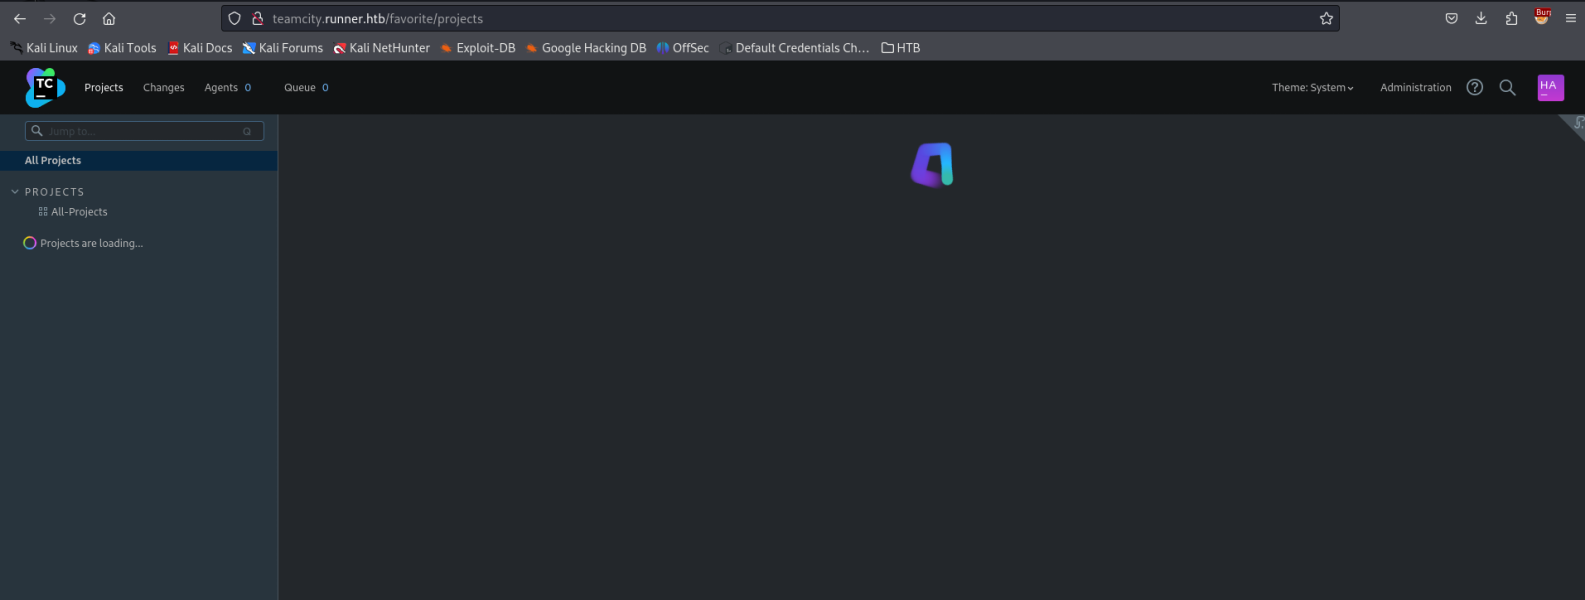 teamcity.runner.htb/favorite/projects
Kali Linux Kali Tools Kali Docs Kali Forums Kali NetHunter Exploit-DB Google Hacking DB OffSec Default Credentials Ch... HTB
TC Projects Changes Agents 0 Queue 0 Theme: System Administration ? HA
Jump to... Q
All Projects
PROJECTS
All-Projects
Projects are loading...